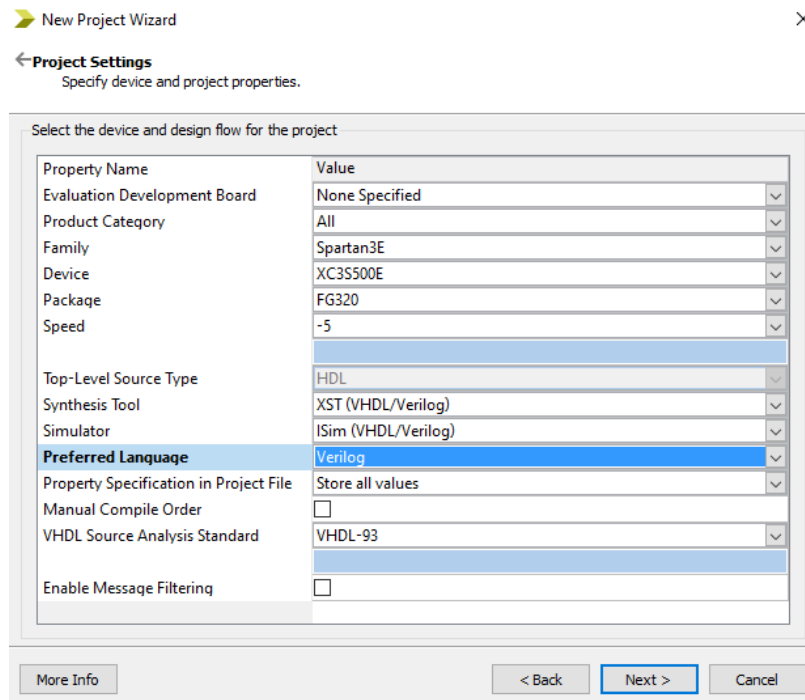 New Project Wizard
Project Settings
Specify device and project properties.
Select the device and design flow for the project
Property Name Value
Evaluation Development Board None Specified
Product Category All
Family Spartan3E
Device XC3S500E
Package FG320
Speed -5
Top-Level Source Type HDL
Synthesis Tool XST (VHDL/Verilog)
Simulator ISim (VHDL/Verilog)
Preferred Language Verilog
Property Specification in Project File Store all values
Manual Compile Order
VHDL Source Analysis Standard VHDL-93
Enable Message Filtering
More Info < Back Next > Cancel